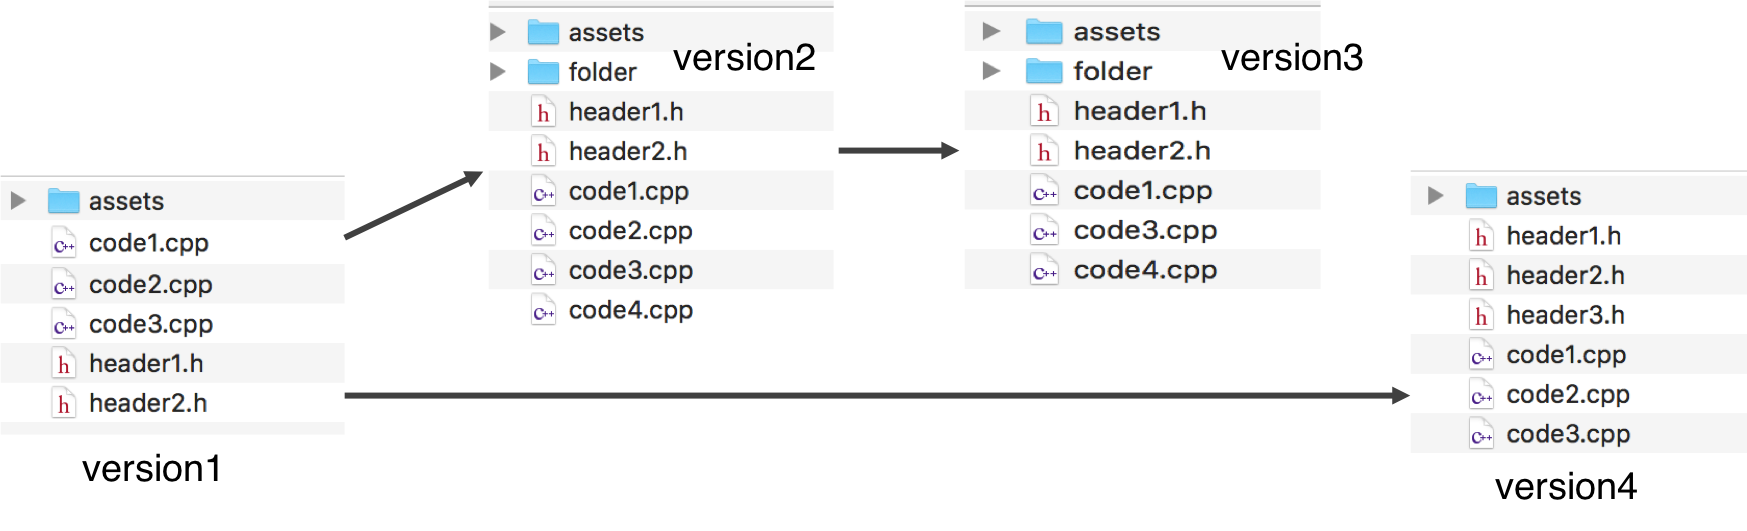 assets
code1.cpp
code2.cpp
code3.cpp
header1.h
header2.h
version1
assets
folder
version2
header1.h
header2.h
code1.cpp
code2.cpp
code3.cpp
code4.cpp
assets
folder
version3
header1.h
header2.h
code1.cpp
code3.cpp
code4.cpp
assets
header1.h
header2.h
header3.h
code1.cpp
code2.cpp
code3.cpp
version4